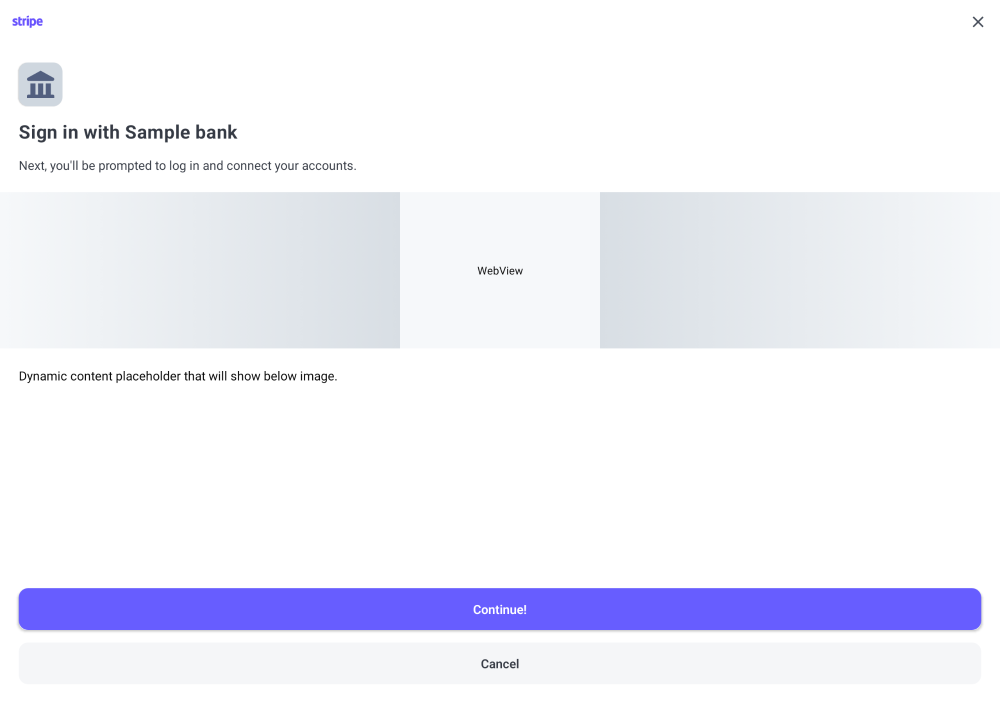 stripe
Sign in with Sample bank
Next, you'll be prompted to log in and connect your accounts.
WebView
Dynamic content placeholder that will show below image.
Continue!
Cancel